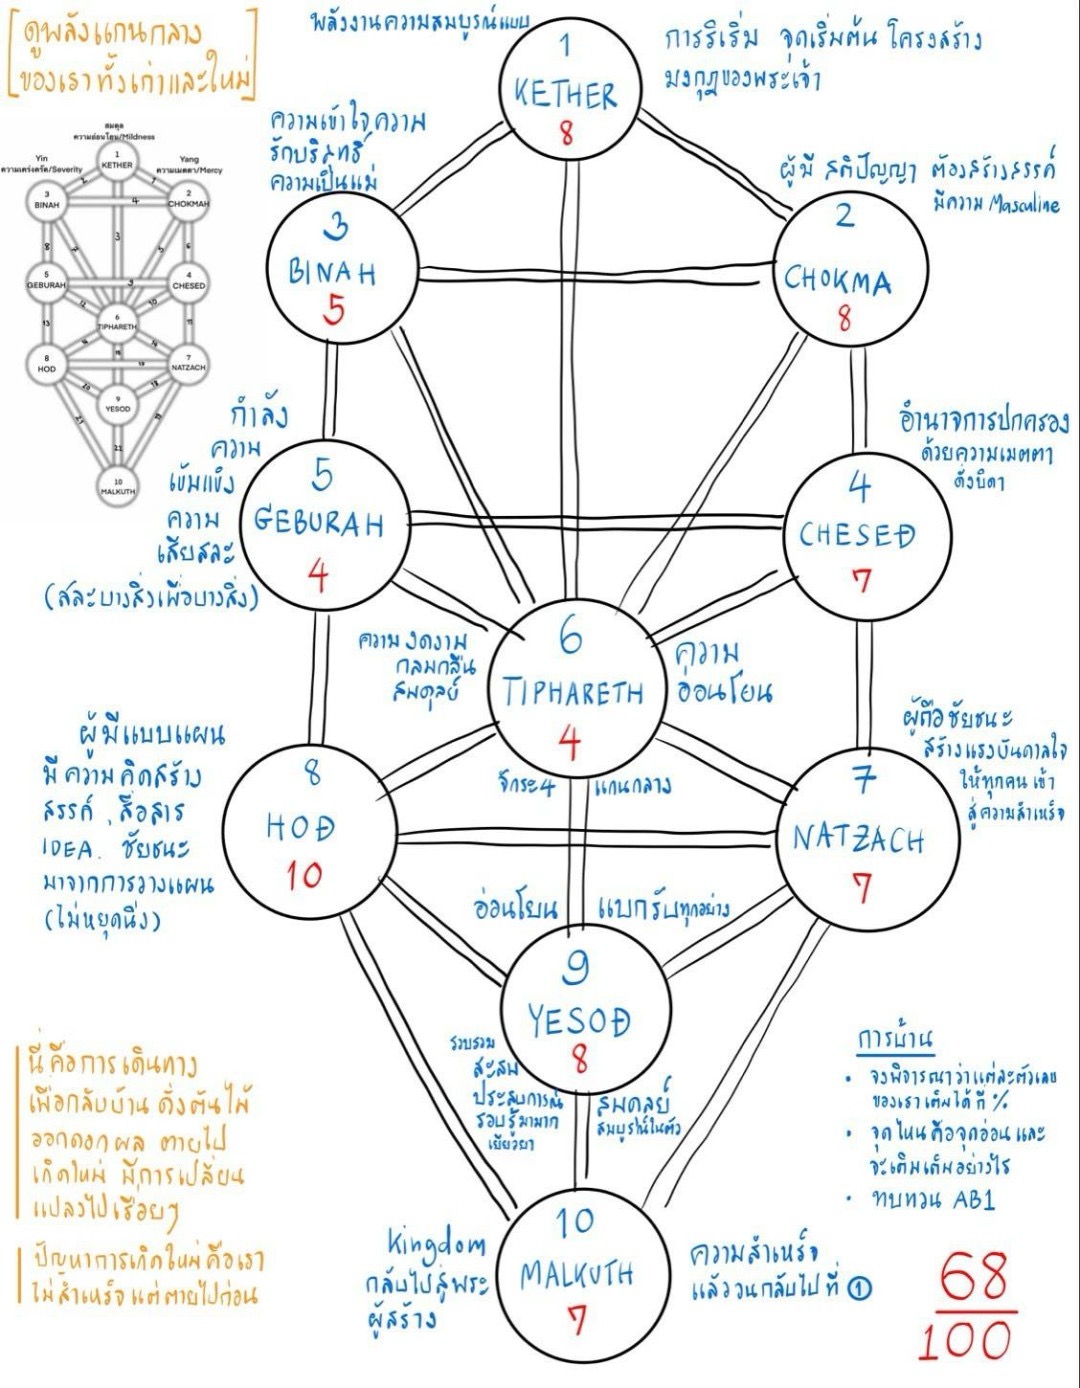 ดูพลังแกนกลาง
ของเราทั้งเก่าและใหม่
พลังงานความสมบูรณ์แบบ
1
KETHER
8
การริเริ่ม จุดเริ่มต้น โครงสร้าง
มงกุฎของพระเจ้า
สมดุล
ความอ่อนโยน/Mildness
Yin
ความเคร่งครัด/Severity
Yang
ความเมตตา/Mercy
1
KETHER
3
BINAH
2
CHOKMAH
5
GEBURAH
4
CHESED
6
TIPHARETH
8
HOD
7
NATZACH
9
YESOD
10
MALKUTH
ความเข้าใจความ
รักบริสุทธิ์
ความเป็นแม่
3
BINAH
5
ผู้มี สติปัญญา ต้องสร้างสรรค์
มีความ Masculine
2
CHOKMA
8
กำลัง
ความ
เข้มแข็ง
ความ
เสียสละ
(สละบางสิ่งเพื่อบางสิ่ง)
5
GEBURAH
4
อำนาจการปกครอง
ด้วยความเมตตา
ดั่งบิดา
4
CHESED
7
ความงดงาม
กลมกลืน
สมดุลย์
6
TIPHARETH
4
ความ
อ่อนโยน
จักระ4 แกนกลาง
ผู้มีแบบแผน
มีความคิดสร้าง
สรรค์, สื่อสาร
IDEA. ชัยชนะ
มาจากการวางแผน
(ไม่หยุดนิ่ง)
8
HOD
10
ผู้ถือชัยชนะ
สร้างแรงบันดาลใจ
ให้ทุกคนเข้า
สู่ความสำเหร็จ
7
NATZACH
7
อ่อนโยน แบกรับทุกอย่าง
9
YESOD
8
รวบรวม
สะสม
ประสบการณ์
รอบรู้มามาก
เยียวยา
สมดลย์
สมบูรณ์ในตัว
นี่คือการเดินทาง
เพื่อกลับบ้าน ดั่งต้นไม้
ออกดอกผล ตายไป
เกิดใหม่ มีการเปลี่ยน
แปลงไปเรื่อยๆ
ปัญหาการเกิดใหม่คือเรา
ไม่สำเหร็จแต่ตายไปก่อน
การบ้าน
• จงพิจารณาว่าแต่ละตัวเลข
ของเราเต็มได้กี่ %
• จุดไหนคือจุดอ่อนและ
จะเติมเต็มอย่างไร
• ทบทวน AB1
Kingdom
กลับไปสู่พระ
ผู้สร้าง
10
MALKUTH
7
ความสำเหร็จ
แล้ววนกลับไปที่ ①
68
100